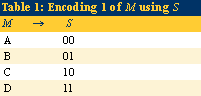 Table 1: Encoding 1 of M using S
M → S
A 00
B 01
C 10
D 11